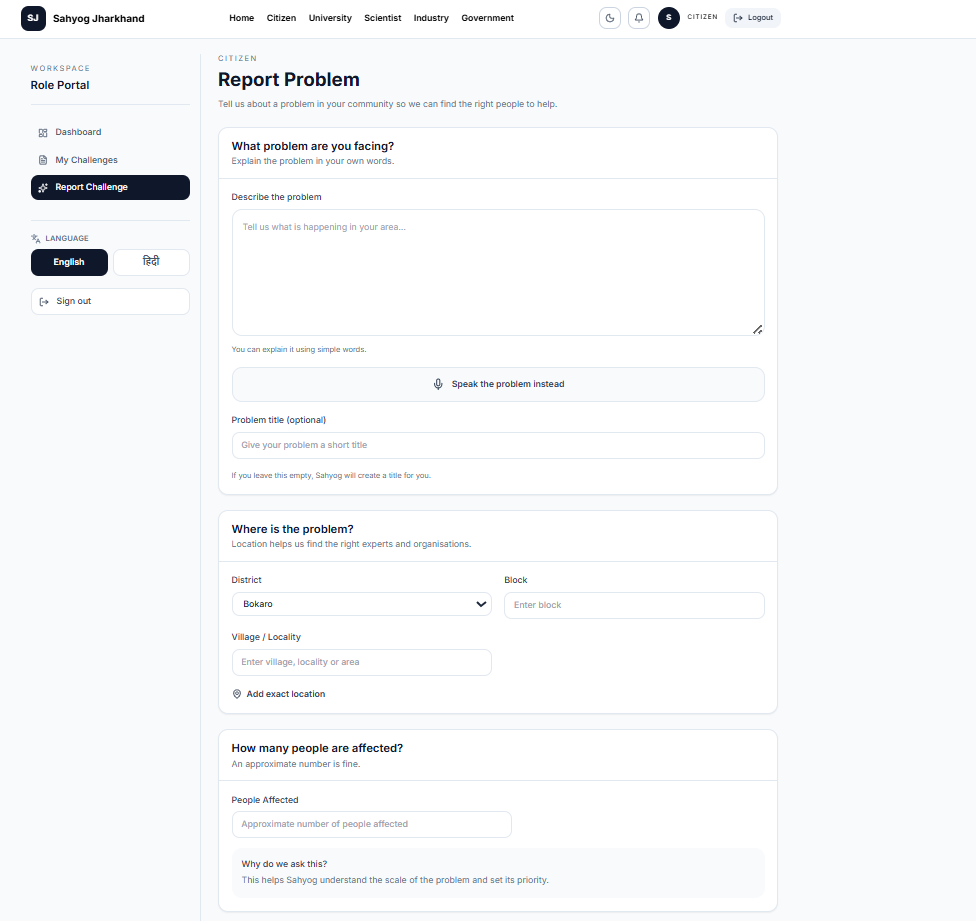 SJ Sahyog Jharkhand Home Citizen University Scientist Industry Government S CITIZEN Logout
WORKSPACE
Role Portal
Dashboard
My Challenges
Report Challenge
LANGUAGE
English हिंदी
Sign out
CITIZEN
Report Problem
Tell us about a problem in your community so we can find the right people to help.
What problem are you facing?
Explain the problem in your own words.
Describe the problem
Tell us what is happening in your area...
You can explain it using simple words.
Speak the problem instead
Problem title (optional)
Give your problem a short title
If you leave this empty, Sahyog will create a title for you.
Where is the problem?
Location helps us find the right experts and organisations.
District Block
Bokaro Enter block
Village / Locality
Enter village, locality or area
Add exact location
How many people are affected?
An approximate number is fine.
People Affected
Approximate number of people affected
Why do we ask this?
This helps Sahyog understand the scale of the problem and set its priority.